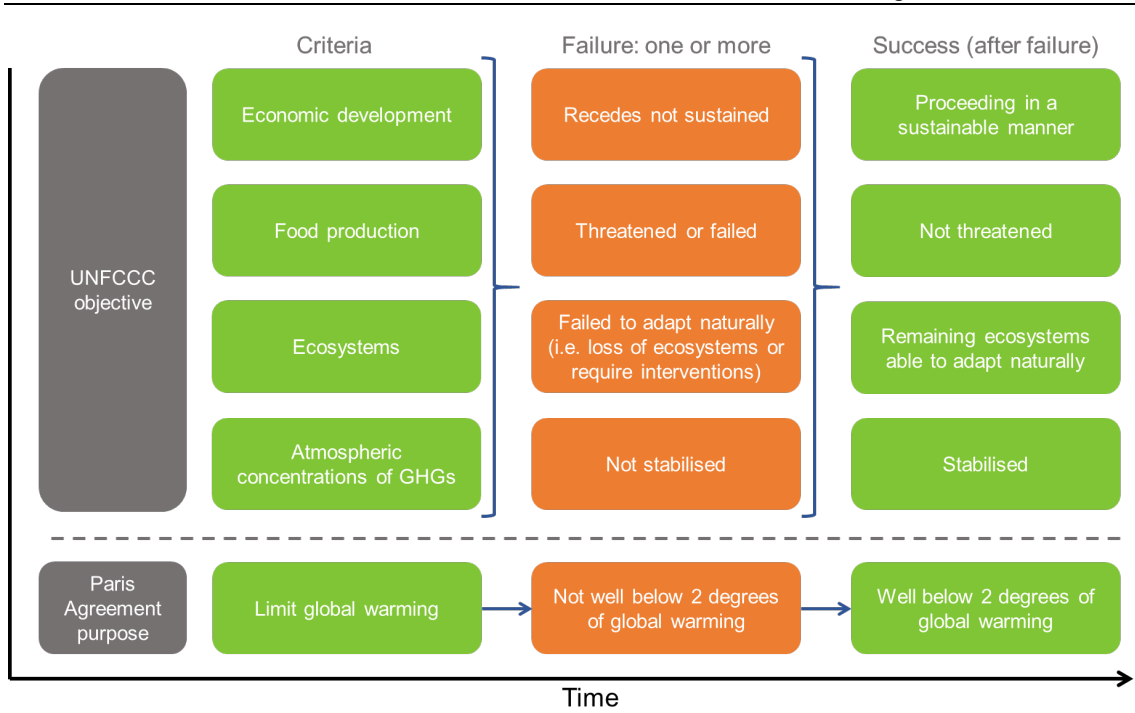 Criteria
Failure: one or more
Success (after failure)
UNFCCC
objective
Economic development
Recedes not sustained
Proceeding in a
sustainable manner
Food production
Threatened or failed
Not threatened
Ecosystems
Failed to adapt naturally
(i.e. loss of ecosystems or
require interventions)
Remaining ecosystems
able to adapt naturally
Atmospheric
concentrations of GHGs
Not stabilised
Stabilised
Paris
Agreement
purpose
Limit global warming
Not well below 2 degrees
of global warming
Well below 2 degrees of
global warming
Time